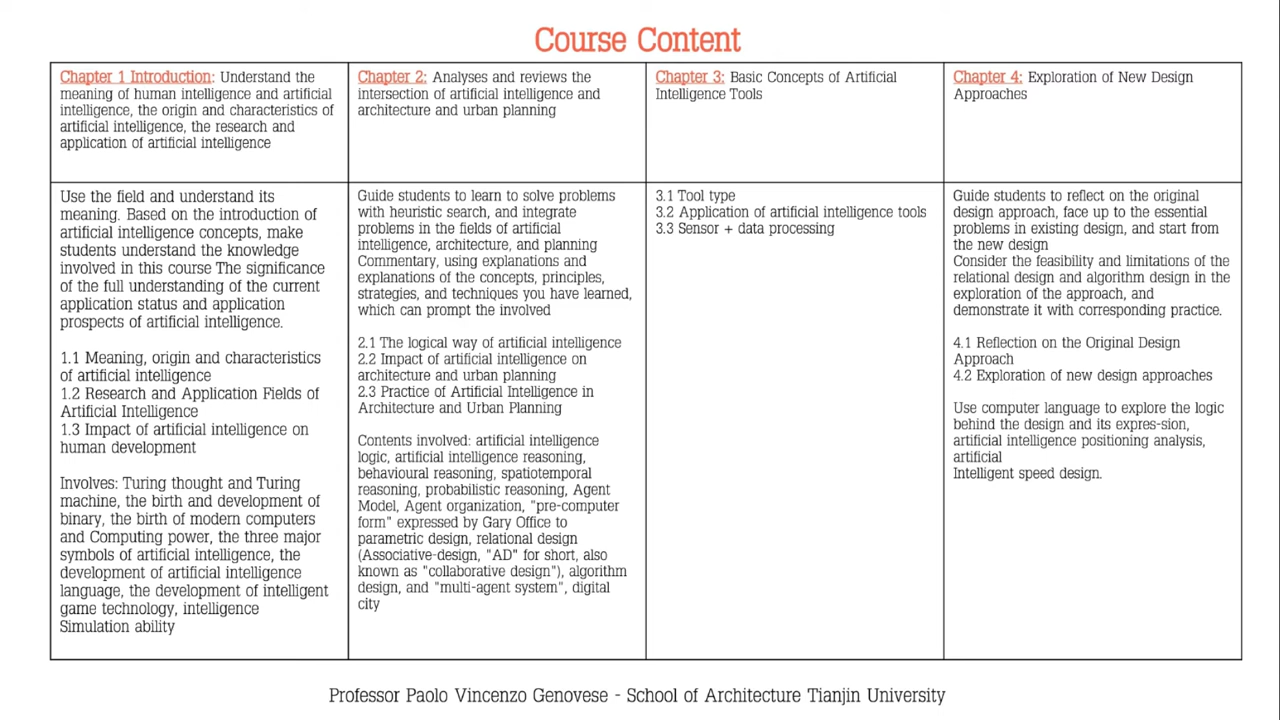 Course Content
Chapter 1 Introduction: Understand the
meaning of human intelligence and artificial
intelligence, the origin and characteristics of
artificial intelligence, the research and
application of artificial intelligence
Chapter 2: Analyses and reviews the
intersection of artificial intelligence and
architecture and urban planning
Chapter 3: Basic Concepts of Artificial
Intelligence Tools
Chapter 4: Exploration of New Design
Approaches
Use the field and understand its
meaning. Based on the introduction of
artificial intelligence concepts, make
students understand the knowledge
involved in this course The significance
of the full understanding of the current
application status and application
prospects of artificial intelligence.
1.1 Meaning, origin and characteristics
of artificial intelligence
1.2 Research and Application Fields of
Artificial Intelligence
1.3 Impact of artificial intelligence on
human development
Involves: Turing thought and Turing
machine, the birth and development of
binary, the birth of modern computers
and Computing power, the three major
symbols of artificial intelligence, the
development of artificial intelligence
language, the development of intelligent
game technology, intelligence
Simulation ability
Guide students to learn to solve problems
with heuristic search, and integrate
problems in the fields of artificial
intelligence, architecture, and planning
Commentary, using explanations and
explanations of the concepts, principles,
strategies, and techniques you have learned,
which can prompt the involved
2.1 The logical way of artificial intelligence
2.2 Impact of artificial intelligence on
architecture and urban planning
2.3 Practice of Artificial Intelligence in
Architecture and Urban Planning
Contents involved: artificial intelligence
logic, artificial intelligence reasoning,
behavioural reasoning, spatiotemporal
reasoning, probabilistic reasoning, Agent
Model, Agent organization, "pre-computer
form" expressed by Gary Office to
parametric design, relational design
(Associative-design, "AD" for short, also
known as "collaborative design"), algorithm
design, and "multi-agent system", digital
city
3.1 Tool type
3.2 Application of artificial intelligence tools
3.3 Sensor + data processing
Guide students to reflect on the original
design approach, face up to the essential
problems in existing design, and start from
the new design
Consider the feasibility and limitations of the
relational design and algorithm design in the
exploration of the approach, and
demonstrate it with corresponding practice.
4.1 Reflection on the Original Design
Approach
4.2 Exploration of new design approaches
Use computer language to explore the logic
behind the design and its expres-sion,
artificial intelligence positioning analysis,
artificial
Intelligent speed design.
Professor Paolo Vincenzo Genovese - School of Architecture Tianjin University